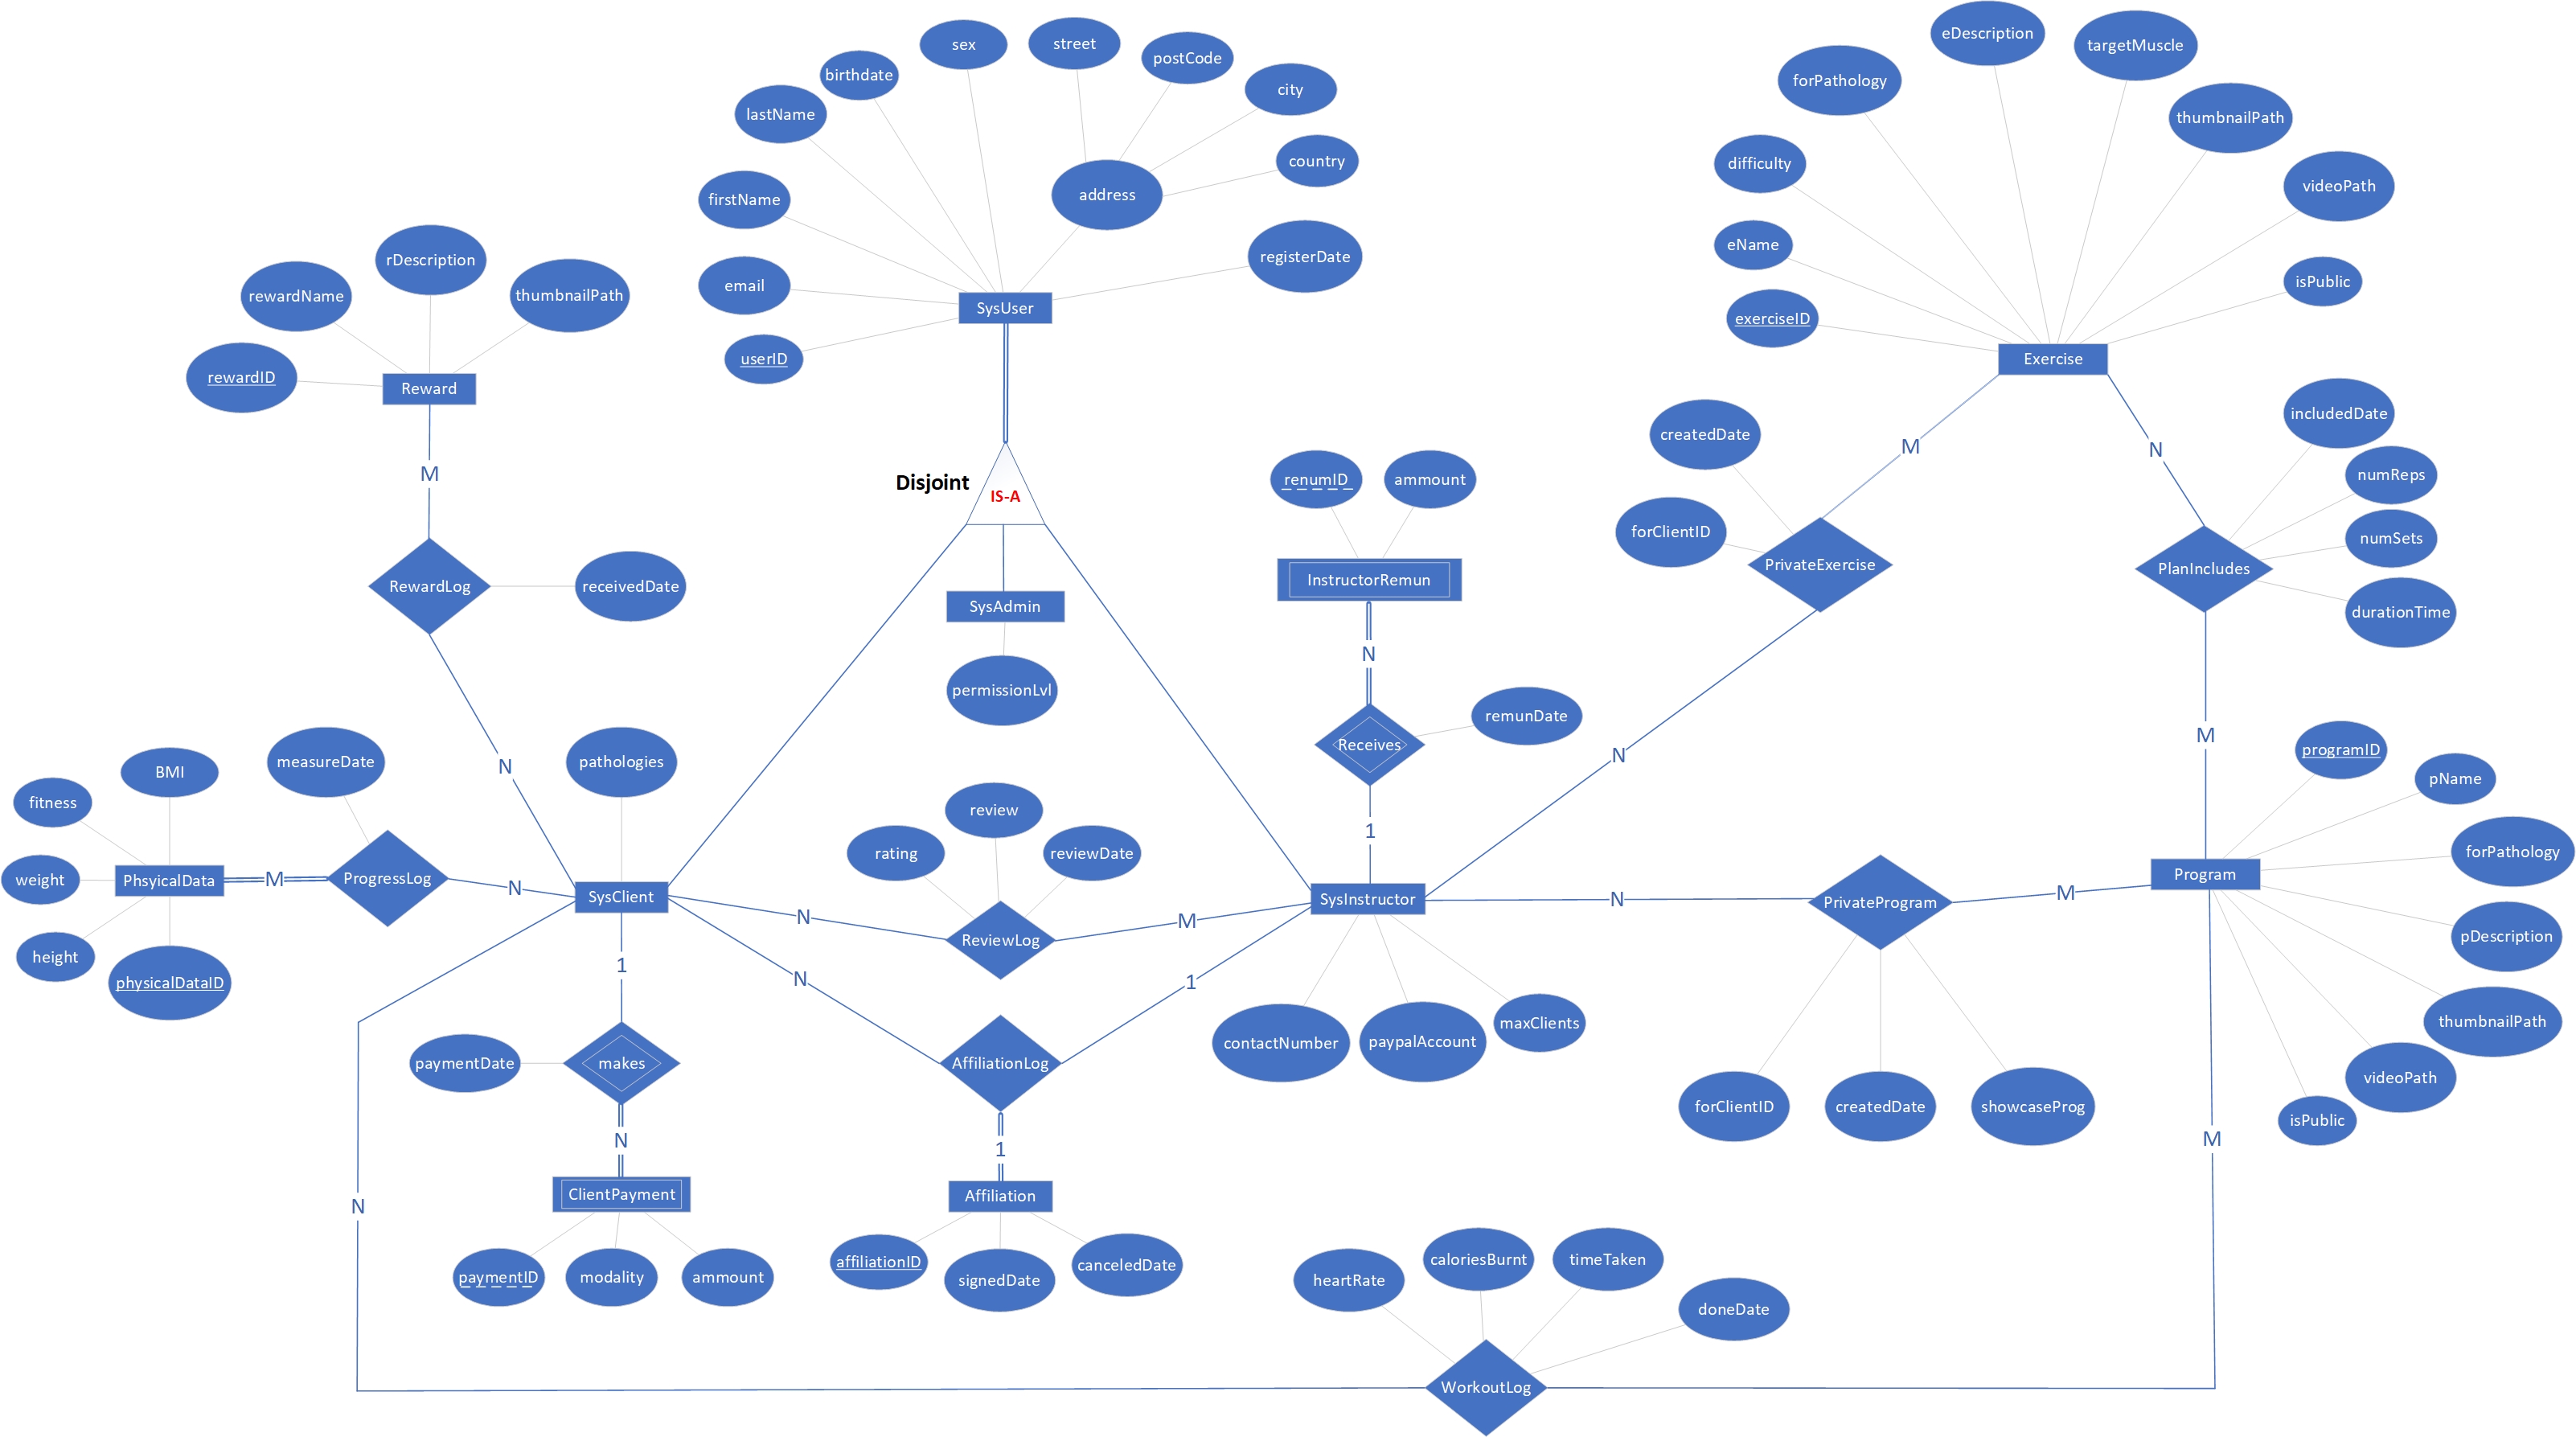 eDescription
sex
street
targetMuscle
postCode
birthdate
forPathology
city
lastName
thumbnailPath
country
difficulty
videoPath
address
firstName
eName
registerDate
rDescription
isPublic
email
rewardName
thumbnailPath
SysUser
exerciseID
userID
Exercise
rewardID
Reward
includedDate
createdDate
M
N
M
numReps
renumID
ammount
Disjoint
IS-A
forClientID
numSets
PrivateExercise
PlanIncludes
InstructorRemun
RewardLog
receivedDate
SysAdmin
durationTime
N
permissionLvl
remunDate
M
Receives
programID
N
N
measureDate
pathologies
BMI
pName
fitness
review
1
rating
reviewDate
forPathology
Program
PhsyicalData
M
ProgressLog
weight
N
SysClient
SysInstructor
N
PrivateProgram
M
N
M
pDescription
ReviewLog
height
1
N
1
physicalDataID
thumbnailPath
maxClients
contactNumber
paypalAccount
paymentDate
makes
AffiliationLog
videoPath
forClientID
createdDate
showcaseProg
isPublic
N
1
M
ClientPayment
Affiliation
N
affiliationID
canceledDate
signedDate
caloriesBurnt
timeTaken
paymentID
modality
ammount
heartRate
doneDate
WorkoutLog